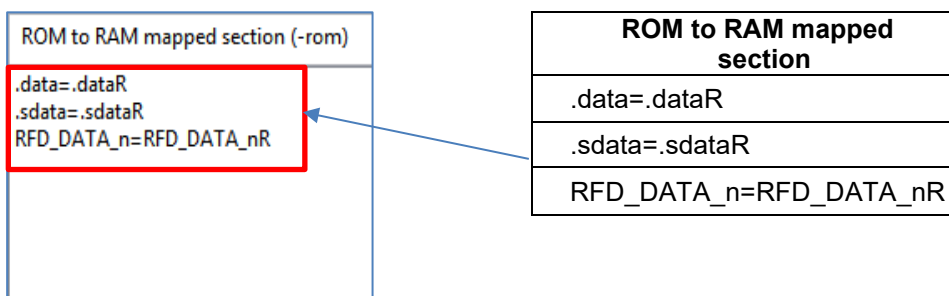 ROM to RAM mapped section (-rom)
.data=.dataR
.sdata=.sdataR
RFD_DATA_n=RFD_DATA_nR
ROM to RAM mapped
section
.data=.dataR
.sdata=.sdataR
RFD_DATA_n=RFD_DATA_nR